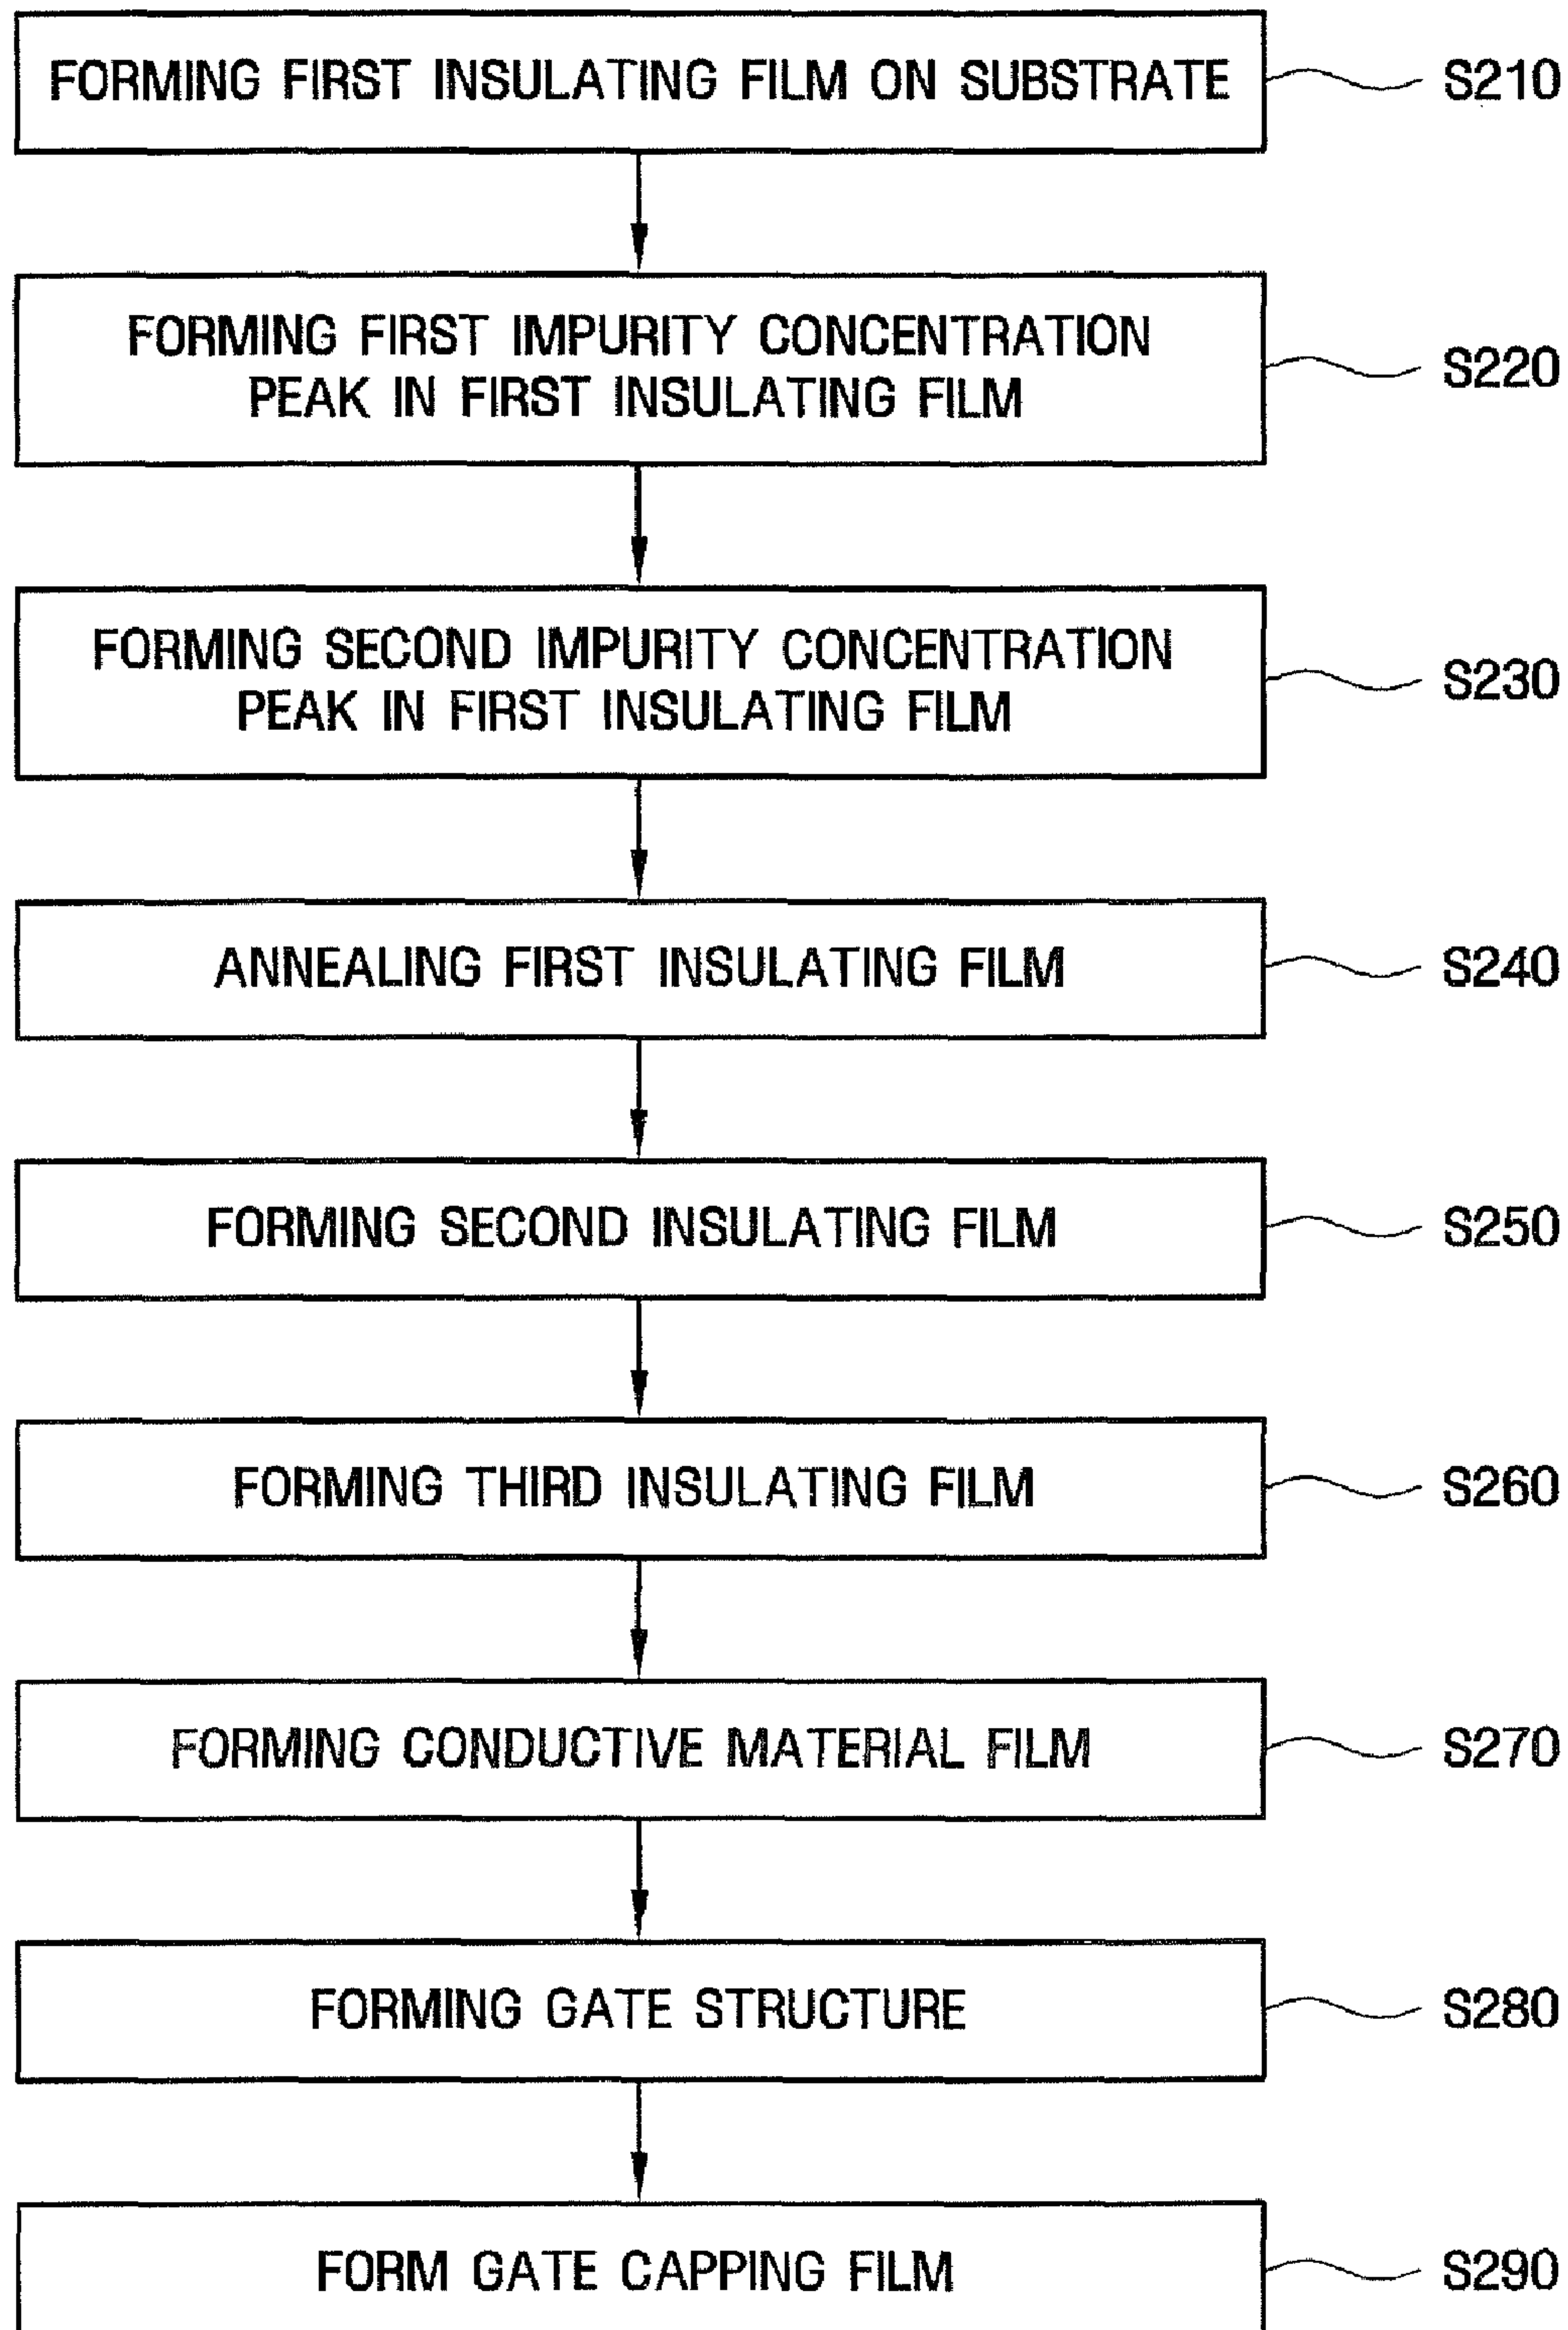 FORMING FIRST INSULATING FILM ON SUBSTRATE
S210
FORMING FIRST IMPURITY CONCENTRATION
PEAK IN FIRST INSULATING FILM
S220
FORMING SECOND IMPURITY CONCENTRATION
PEAK IN FIRST INSULATING FILM
S230
ANNEALING FIRST INSULATING FILM
S240
FORMING SECOND INSULATING FILM
S250
FORMING THIRD INSULATING FILM
S260
FORMING CONDUCTIVE MATERIAL FILM
S270
FORMING GATE STRUCTURE
S280
FORM GATE CAPPING FILM
S290